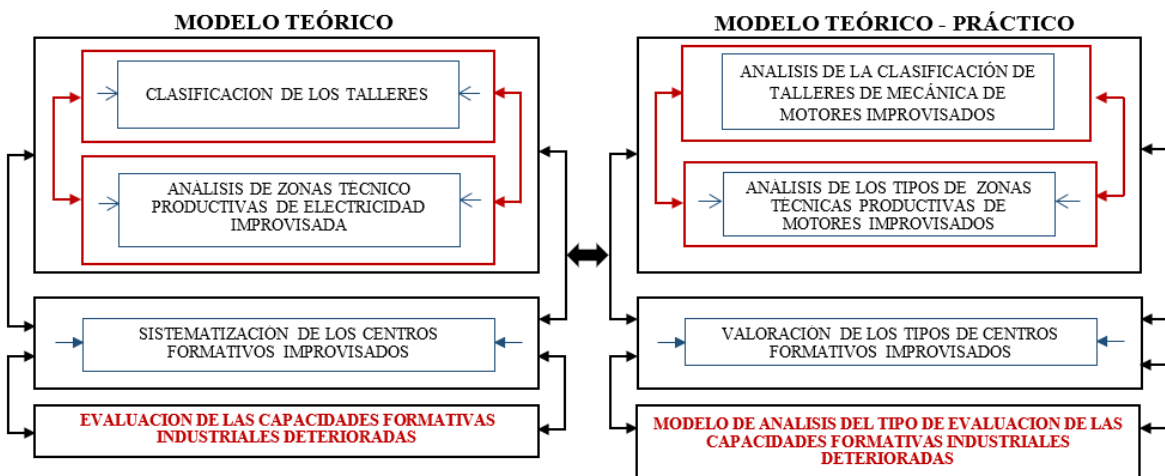 MODELO TEÓRICO
CLASIFICACION DE LOS TALLERES
ANÁLISIS DE ZONAS TÉCNICO
PRODUCTIVAS DE ELECTRICIDAD
IMPROVISADA
SISTEMATIZACIÓN DE LOS CENTROS
FORMATIVOS IMPROVISADOS
EVALUACION DE LAS CAPACIDADES FORMATIVAS
INDUSTRIALES DETERIORADAS
MODELO TEÓRICO - PRÁCTICO
ANALISIS DE LA CLASIFICACIÓN DE
TALLERES DE MECÁNICA DE
MOTORES IMPROVISADOS
ANÁLISIS DE LOS TIPOS DE ZONAS
TÉCNICAS PRODUCTIVAS DE
MOTORES IMPROVISADOS
VALORACIÓN DE LOS TIPOS DE CENTROS
FORMATIVOS IMPROVISADOS
MODELO DE ANALISIS DEL TIPO DE EVALUACION DE LAS
CAPACIDADES FORMATIVAS INDUSTRIALES
DETERIORADAS